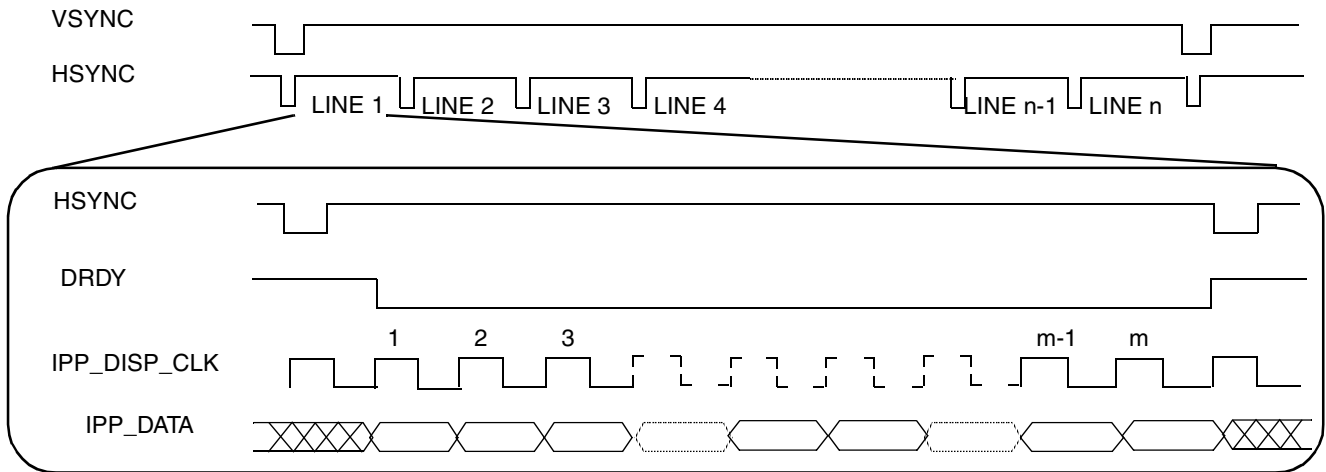 VSYNC
HSYNC
LINE 1 LINE 2 LINE 3 LINE 4 LINE n-1 LINE n
HSYNC
DRDY
1 2 3 m-1 m
IPP_DISP_CLK
IPP_DATA